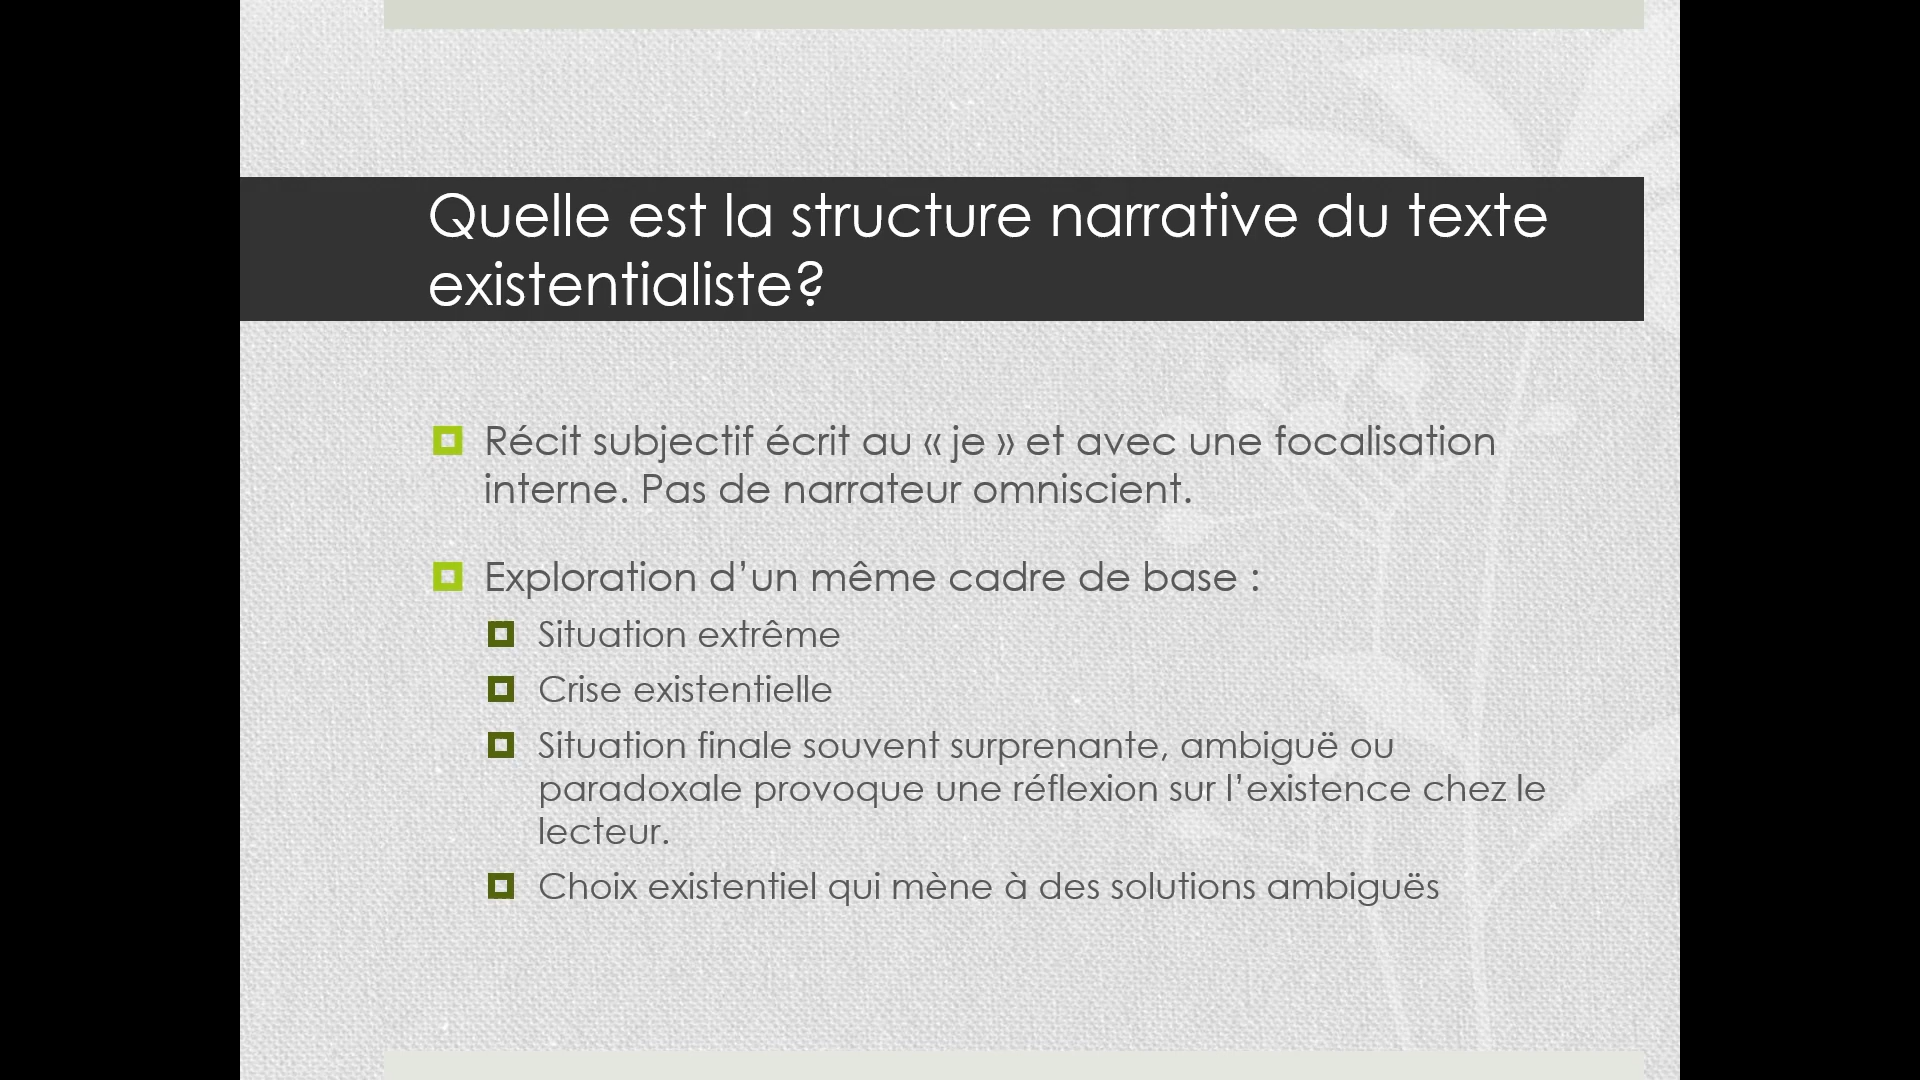 Quelle est la structure narrative du texte
existentialiste?
Récit subjectif écrit au « je » et avec une focalisation
interne. Pas de narrateur omniscient.
Exploration d’un même cadre de base :
Situation extrême
Crise existentielle
Situation finale souvent surprenante, ambiguë ou
paradoxale provoque une réflexion sur l’existence chez le
lecteur.
Choix existentiel qui mène à des solutions ambiguës